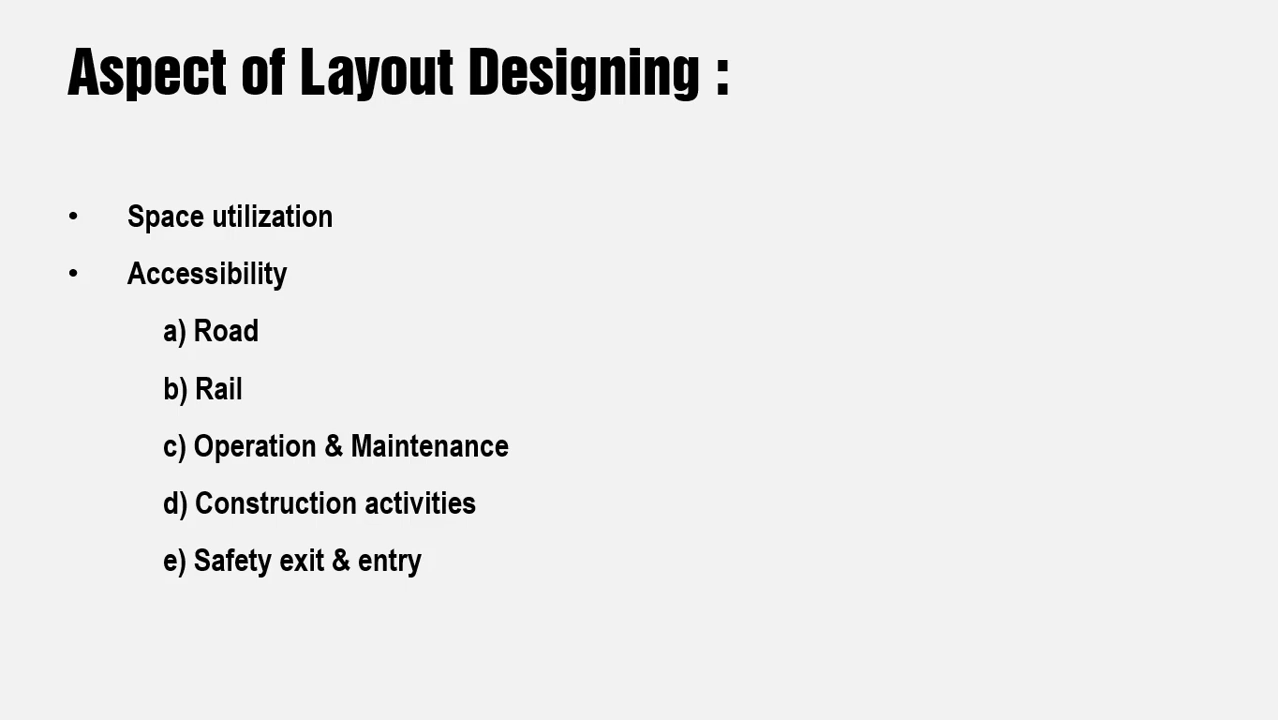 Aspect of Layout Designing :
• Space utilization
• Accessibility
a) Road
b) Rail
c) Operation & Maintenance
d) Construction activities
e) Safety exit & entry